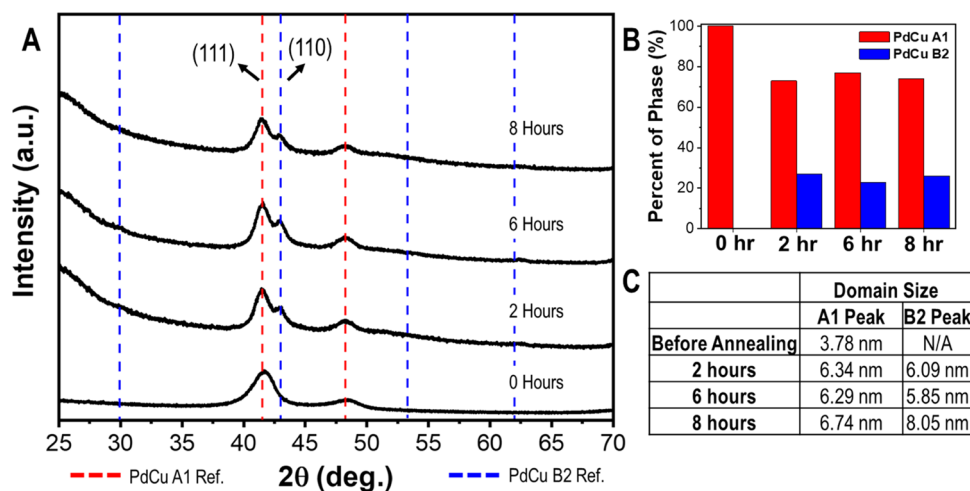 A
(111)
(110)
8 Hours
6 Hours
2 Hours
0 Hours
Intensity (a.u.)
25 30 35 40 45 50 55 60 65 70
2θ (deg.)
PdCu A1 Ref.
PdCu B2 Ref.
B
PdCu A1
PdCu B2
Percent of Phase (%)
100
80
60
40
20
0
0 hr 2 hr 6 hr 8 hr
C
Domain Size
A1 Peak B2 Peak
Before Annealing 3.78 nm N/A
2 hours 6.34 nm 6.09 nm
6 hours 6.29 nm 5.85 nm
8 hours 6.74 nm 8.05 nm